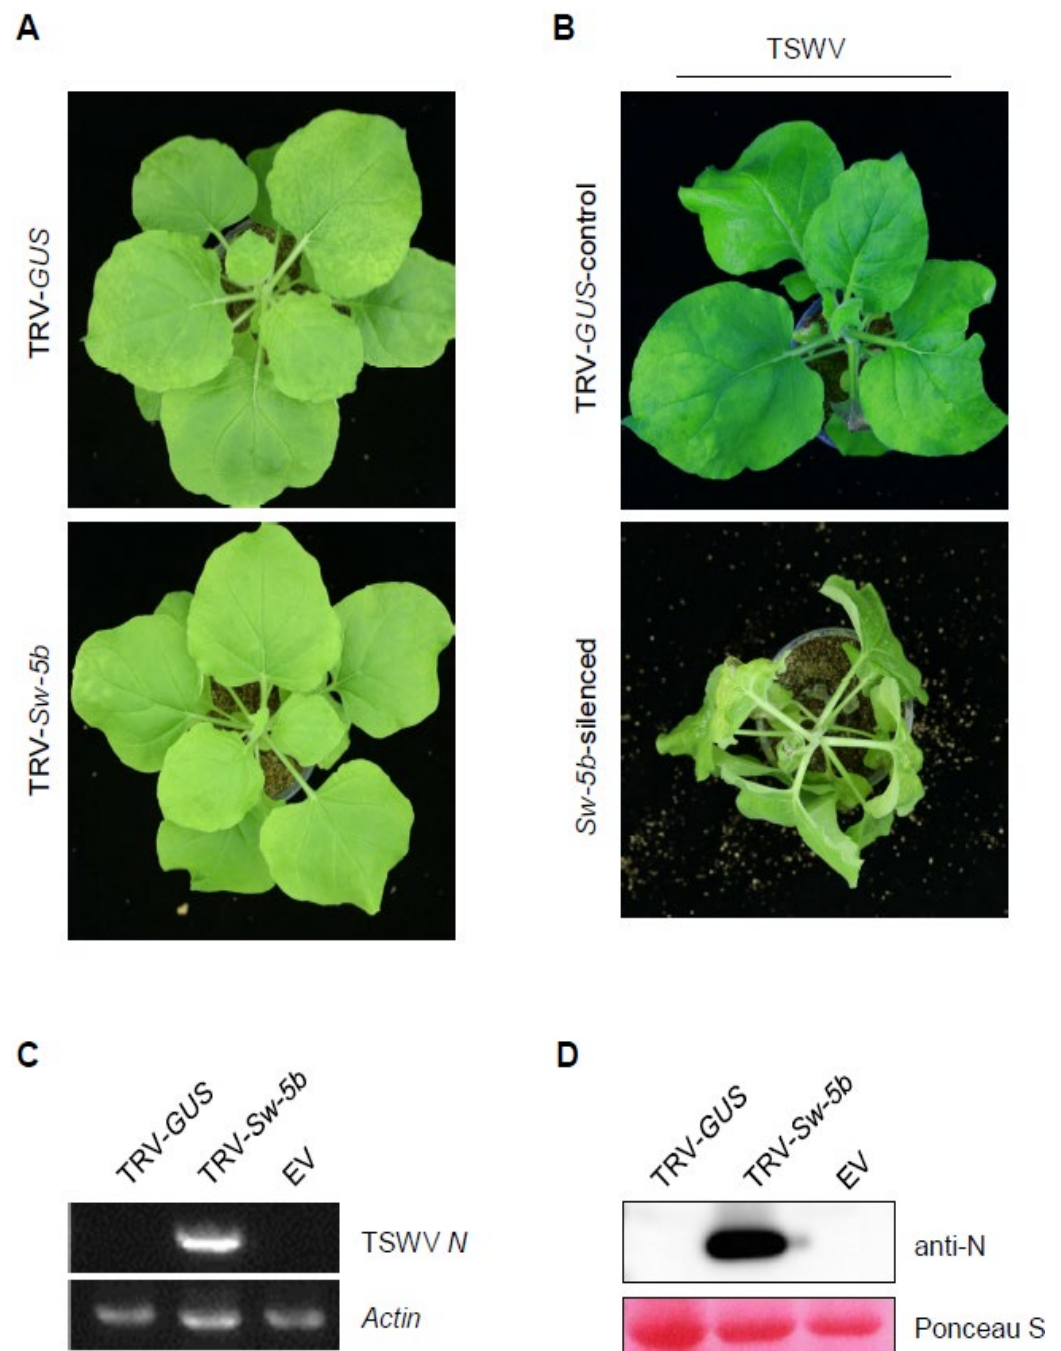 A
B
TSWV
TRV-GUS
TRV-GUS-control
TRV-Sw-5b
Sw-5b-silenced
C
D
TRV-GUS
TRV-Sw-5b
EV
TSWV N
Actin
TRV-GUS
TRV-Sw-5b
EV
anti-N
Ponceau S